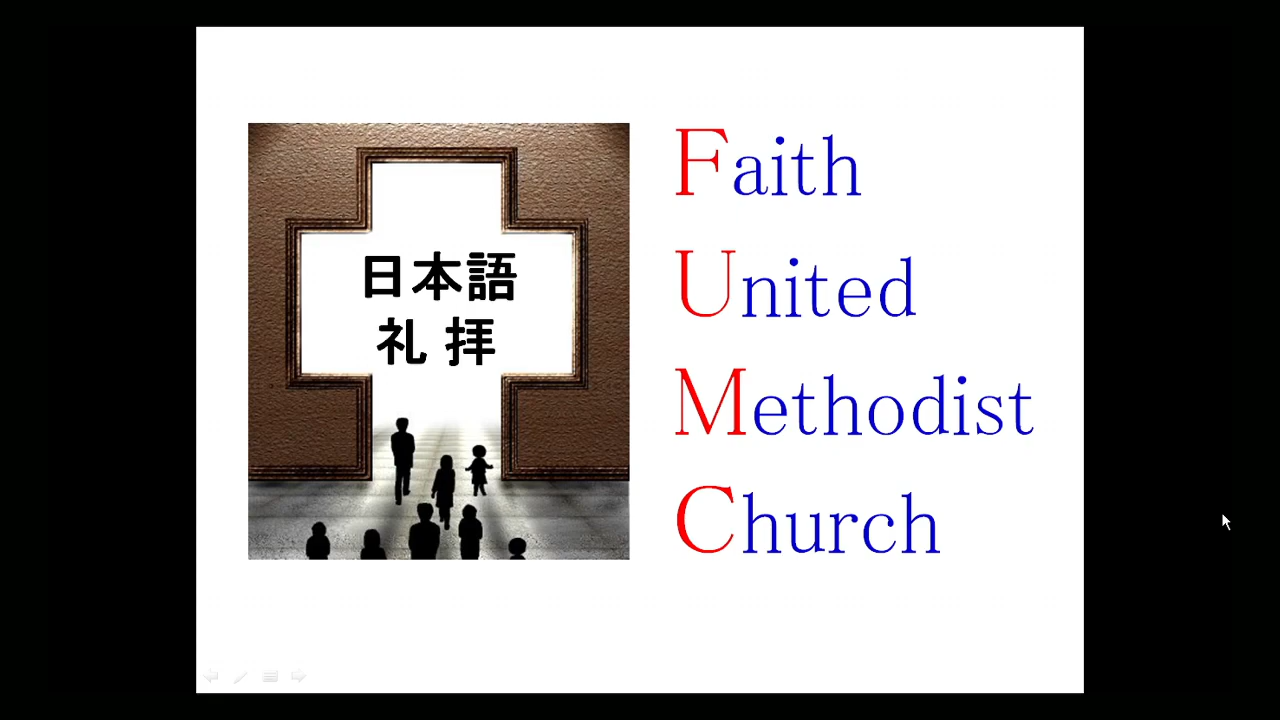 日本語
礼 拝
Faith
United
Methodist
Church